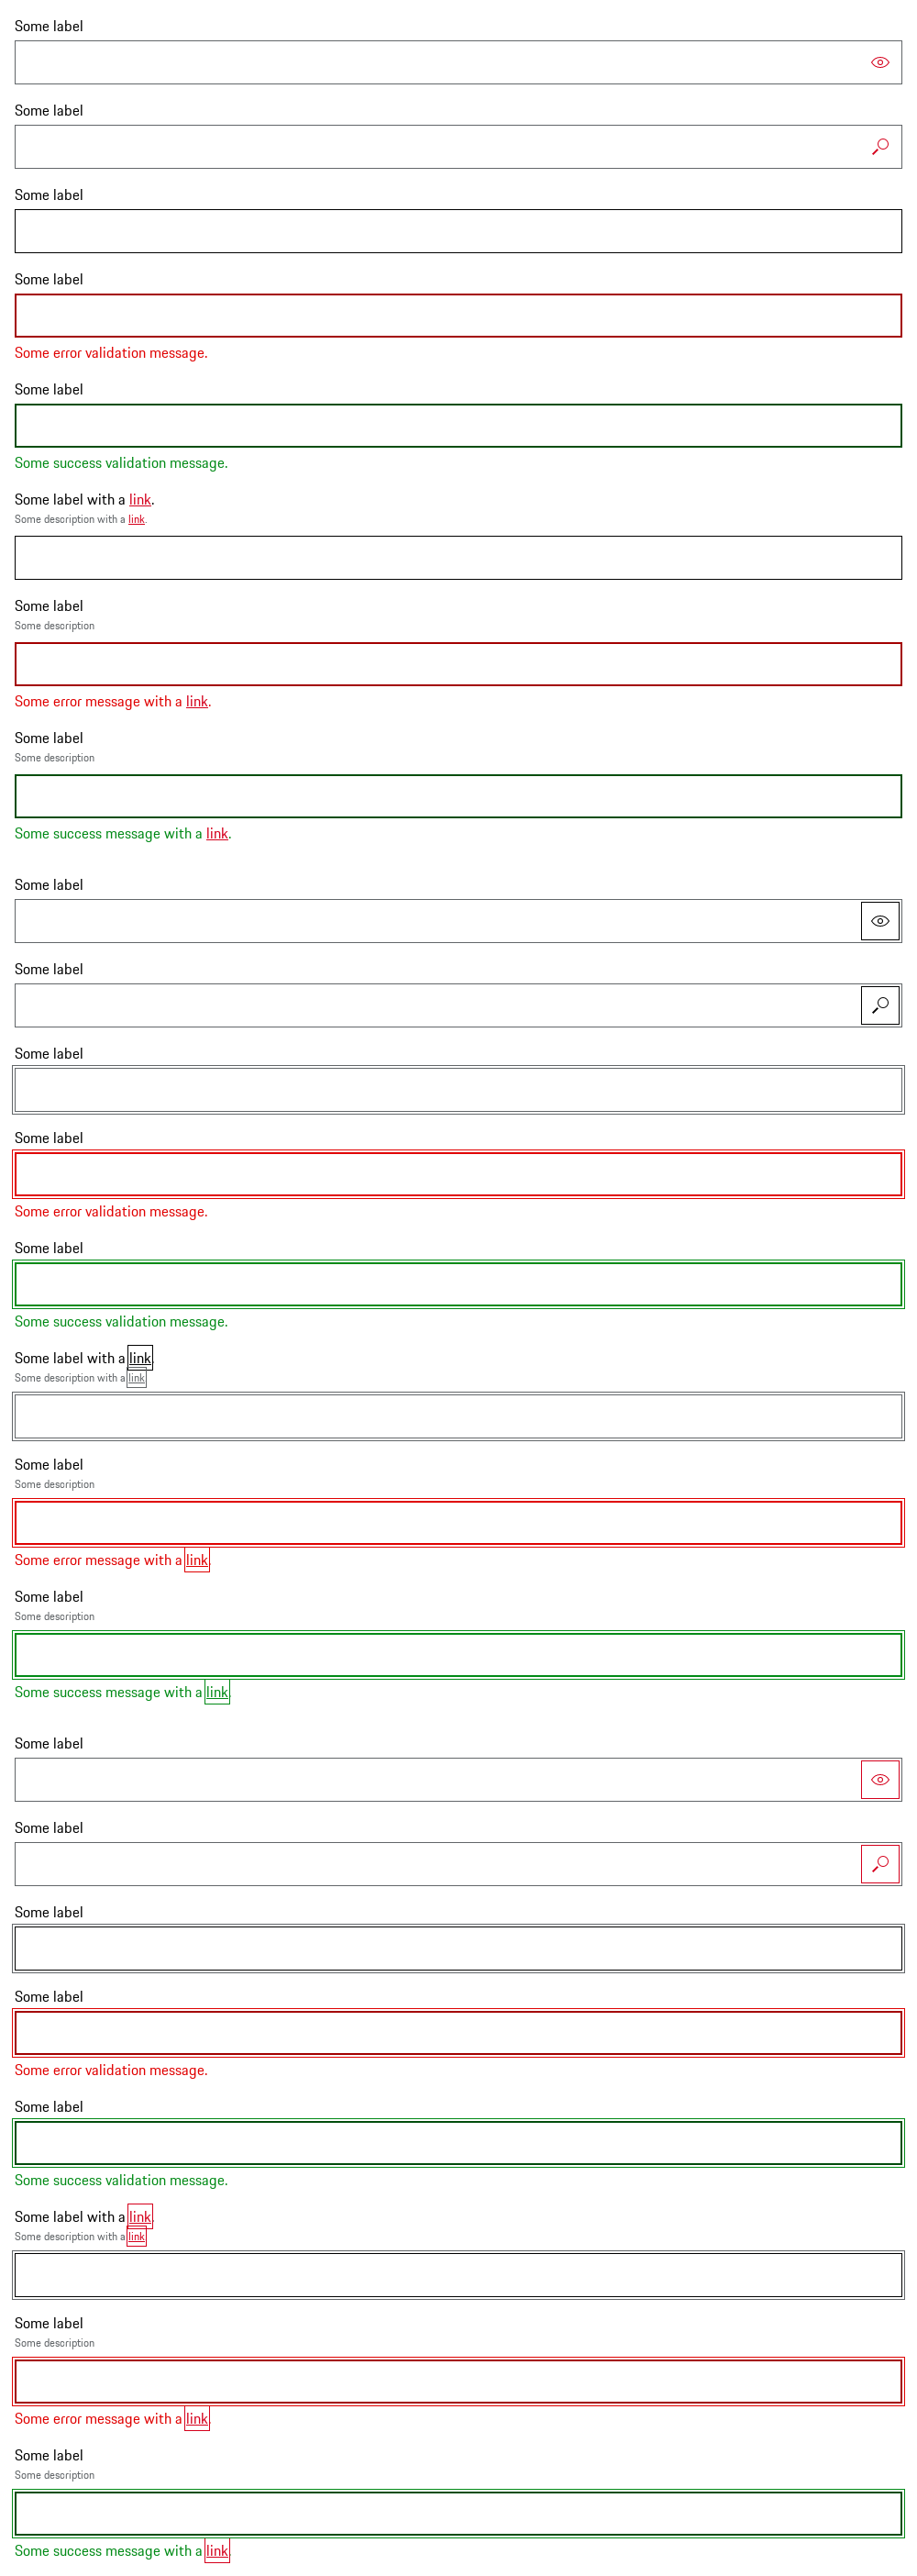 Some label
Some label
Some label
Some label
Some error validation message.
Some label
Some success validation message.
Some label with a link.
Some description with a link.
Some label
Some description
Some error message with a link.
Some label
Some description
Some success message with a link.
Some label
Some label
Some label
Some label
Some error validation message.
Some label
Some success validation message.
Some label with a link.
Some description with a link
Some label
Some description
Some error message with a link.
Some label
Some description
Some success message with a link.
Some label
Some label
Some label
Some label
Some error validation message.
Some label
Some success validation message.
Some label with a link.
Some description with a link
Some label
Some description
Some error message with a link.
Some label
Some description
Some success message with a link.